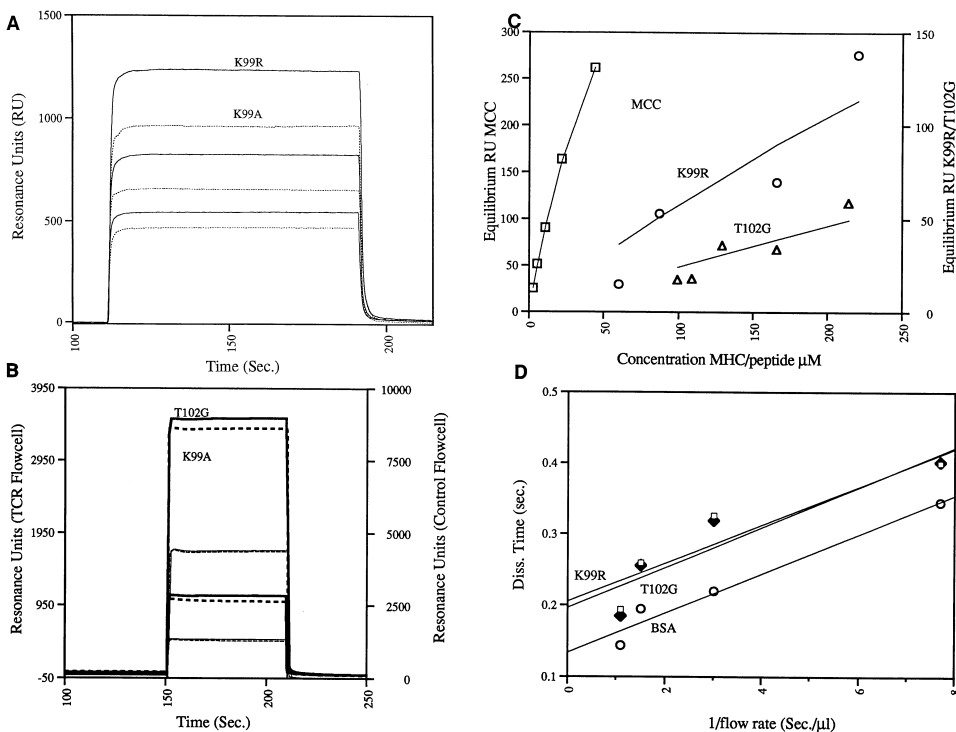 A
1500
1000
500
0
Resonance Units (RU)
K99R
K99A
100
150
200
Time (Sec.)
B
3950
2950
1950
950
-50
Resonance Units (TCR Flowcell)
T102G
K99A
10000
7500
5000
2500
0
Resonance Units (Control Flowcell)
100
150
200
250
Time (Sec.)
C
300
250
200
150
100
50
0
Equilibrium RU MCC
MCC
K99R
T102G
150
100
50
0
Equilibrium RU K99R/T102G
0
50
100
150
200
250
Concentration MHC/peptide μM
D
0.5
0.4
0.3
0.2
0.1
Diss. Time (sec.)
K99R
T102G
BSA
0
2
4
6
8
1/flow rate (Sec./μl)